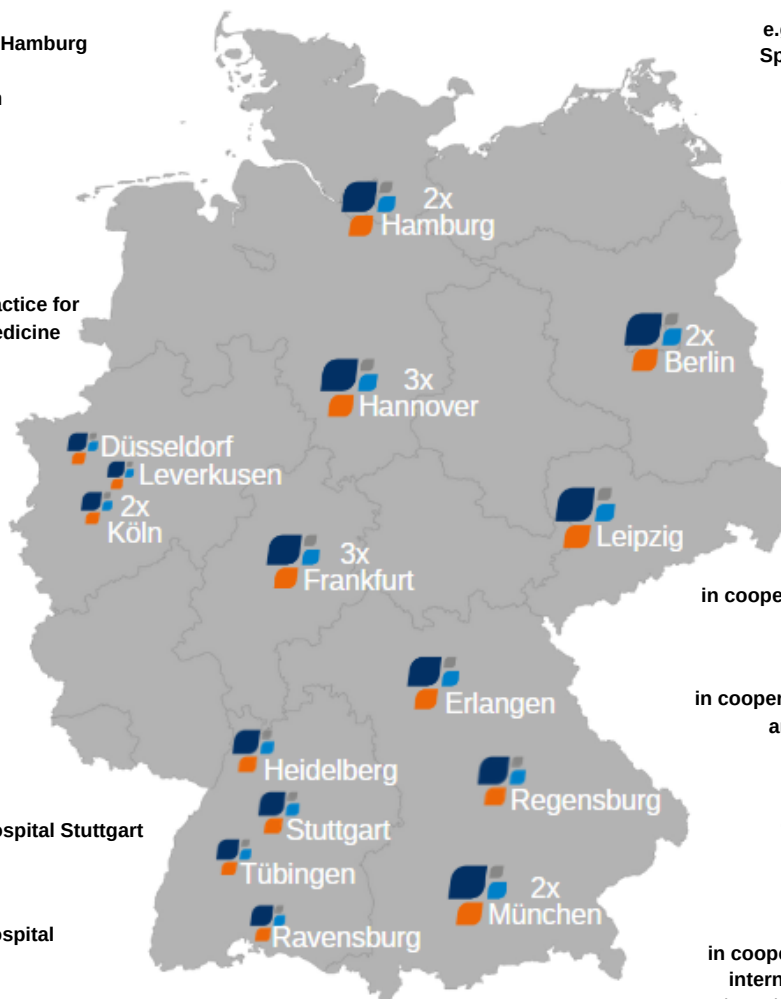 Hamburg
e.
Sp
2x
Hamburg
actice for
edicine
2x
Berlin
3x
Hannover
Düsseldorf
Leverkusen
2x
Köln
Leipzig
3x
Frankfurt
in coope
in cooper
a
Erlangen
Heidelberg
Regensburg
ospital Stuttgart
Stuttgart
Tübingen
2x
München
ospital
Ravensburg
in coope
intern